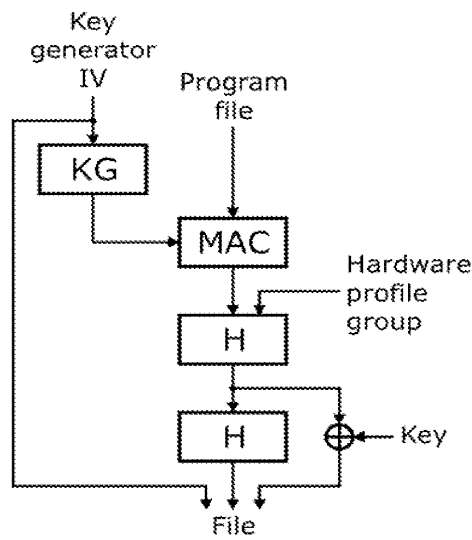 Key
generator
IV
Program
file
KG
MAC
Hardware
profile
group
H
H
Key
File